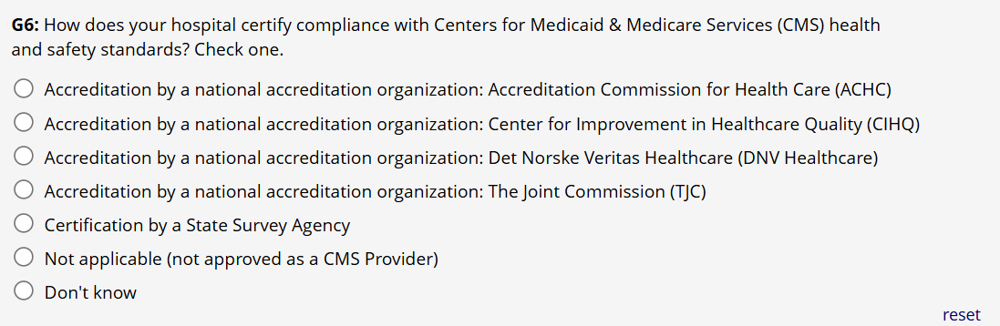 G6: How does your hospital certify compliance with Centers for Medicaid & Medicare Services (CMS) health
and safety standards? Check one.
Accreditation by a national accreditation organization: Accreditation Commission for Health Care (ACHC)
Accreditation by a national accreditation organization: Center for Improvement in Healthcare Quality (CIHQ)
Accreditation by a national accreditation organization: Det Norske Veritas Healthcare (DNV Healthcare)
Accreditation by a national accreditation organization: The Joint Commission (TJC)
Certification by a State Survey Agency
Not applicable (not approved as a CMS Provider)
Don't know
reset